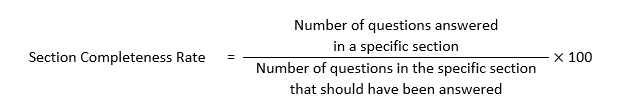 Number of questions answered
in a specific section
Section Completeness Rate = × 100
Number of questions in the specific section
that should have been answered